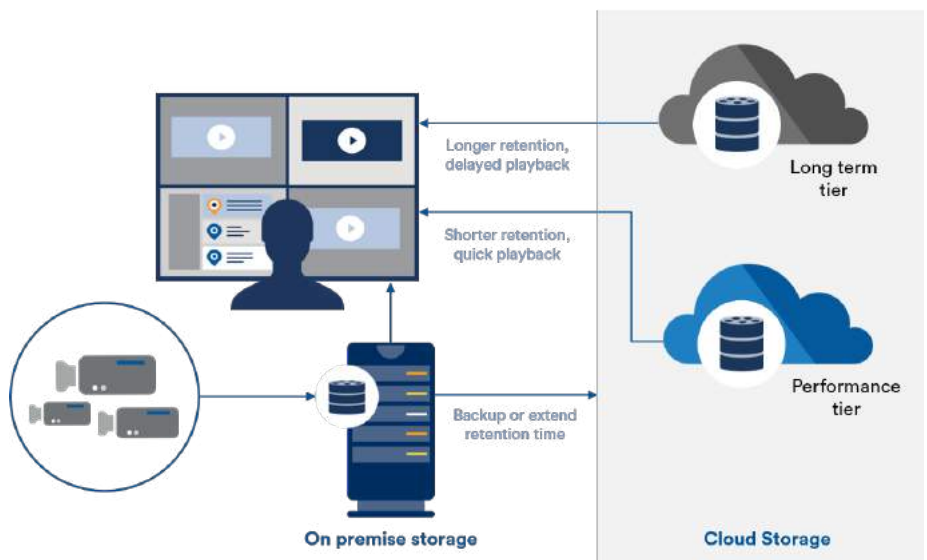 Longer retention,
delayed playback
Long term
tier
Shorter retention,
quick playback
Performance
tier
Backup or extend
retention time
On premise storage
Cloud Storage